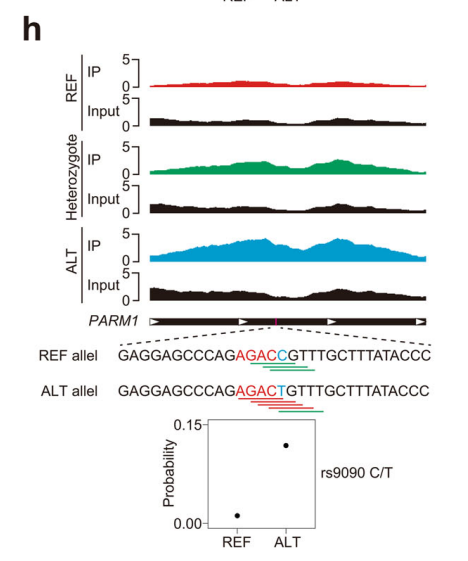 REF ALT
h
REF
IP
5
0
Input
5
0
Heterozygote
IP
5
0
Input
5
0
ALT
IP
5
0
Input
5
0
PARM1
REF allel GAGGAGCCCAGAGACCGTTTGCTTTATACCC
ALT allel GAGGAGCCCAGAGACTGTTTGCTTTATACCC
Probability
0.15
0.00
REF ALT
rs9090 C/T